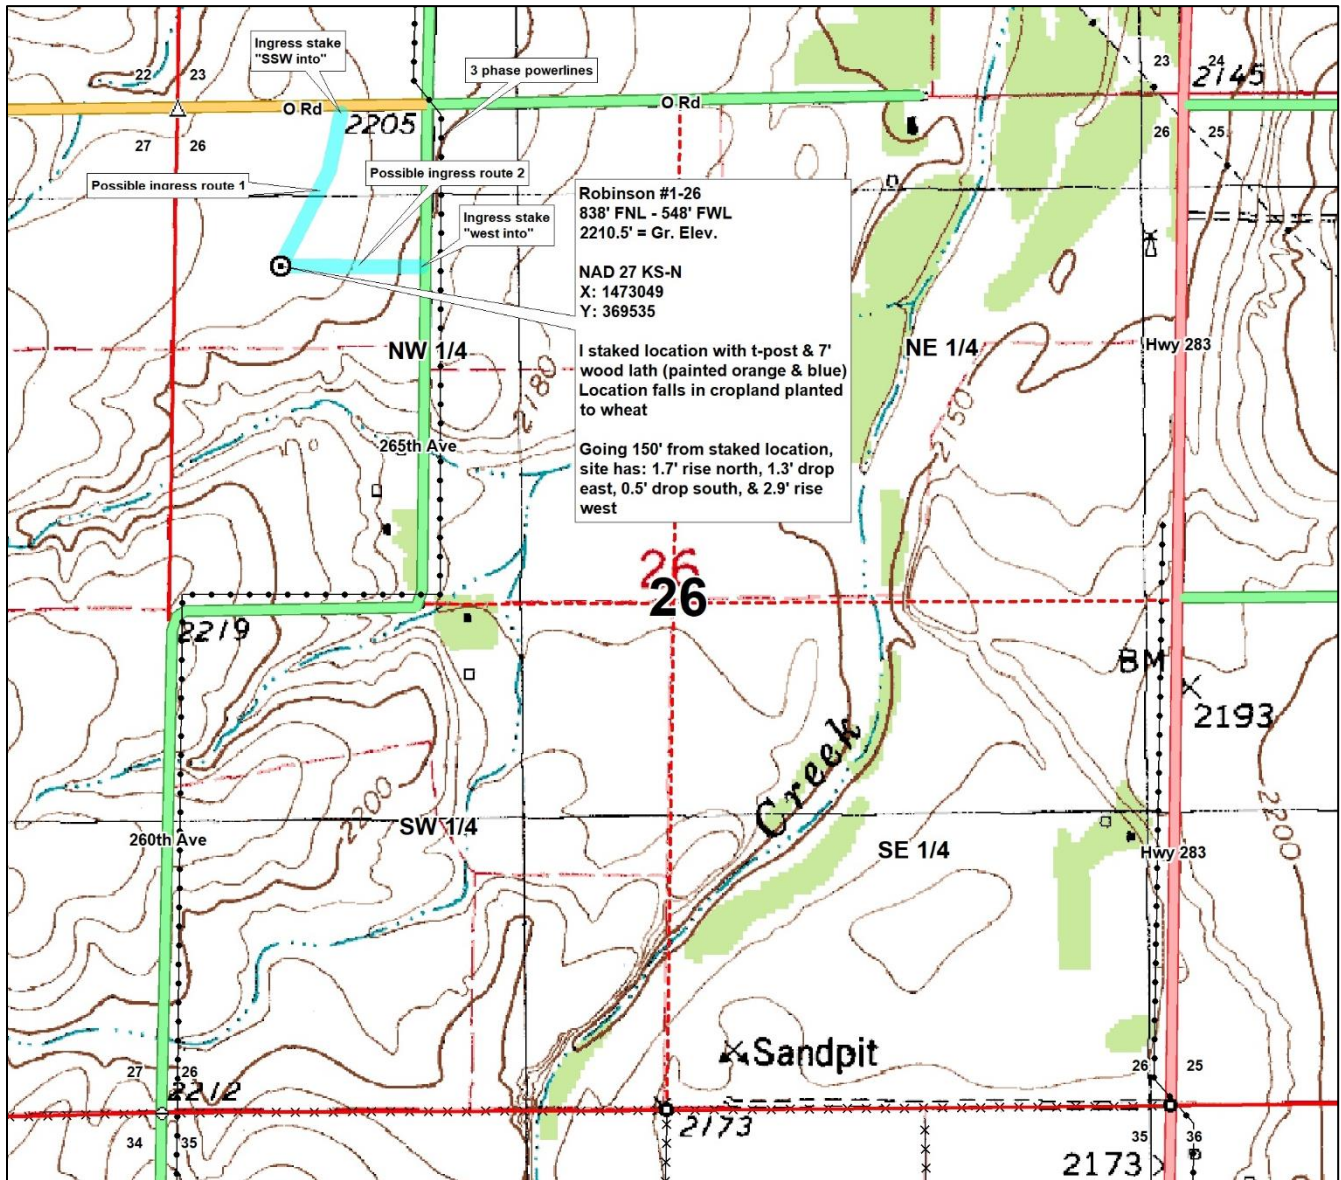 Ingress stake
"SSW into"
3 phase powerlines
22
23
23
24
2145
O Rd
O Rd
2205
27
26
26
25
Possible ingress route 1
Possible ingress route 2
Ingress stake
"west into"
Robinson #1-26
838' FNL - 548' FWL
2210.5' = Gr. Elev.
NAD 27 KS-N
X: 1473049
Y: 369535
I staked location with t-post & 7'
wood lath (painted orange & blue)
Location falls in cropland planted
to wheat
Going 150' from staked location,
site has: 1.7' rise north, 1.3' drop
east, 0.5' drop south, & 2.9' rise
west
NW 1/4
NE 1/4
Hwy 283
2180
2150
265th Ave
26
26
2219
BM
2193
Creek
2200
2200
SW 1/4
260th Ave
SE 1/4
Hwy 283
Sandpit
27
26
26
25
2212
2173
34
35
35
36
2173